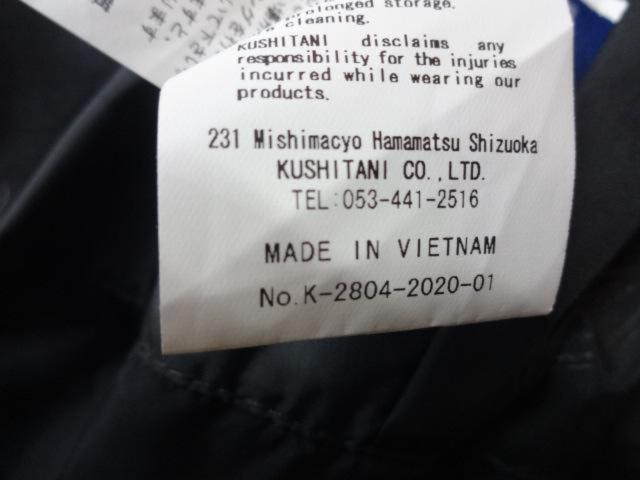 prolonged storage.
cleaning.
KUSHITANI disclaims any
responsibility for the injuries
incurred while wearing our
products.
231 Mishimacyo Hamamatsu Shizuoka
KUSHITANI CO.,LTD.
TEL:053-441-2516
MADE IN VIETNAM
No.K-2804-2020-01